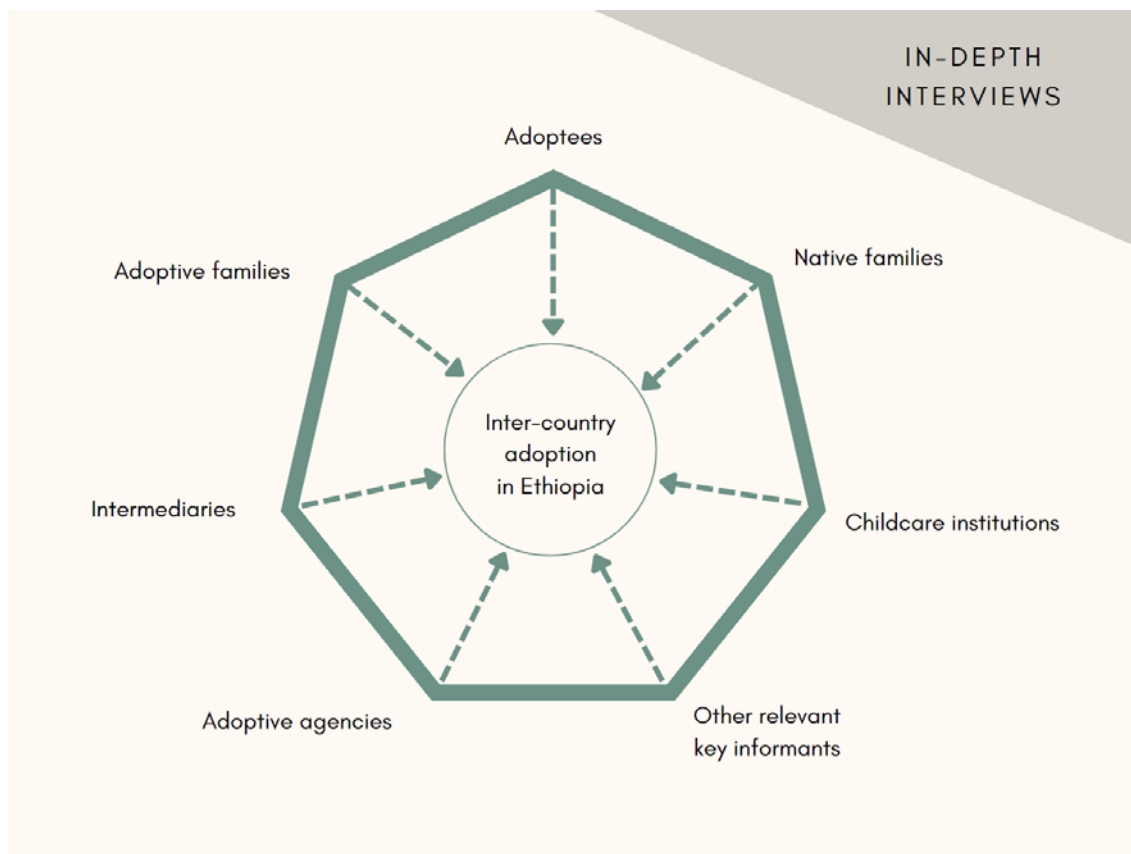 IN-DEPTH
INTERVIEWS
Adoptees
Adoptive families
Native families
Inter-country
adoption
in Ethiopia
Intermediaries
Childcare institutions
Adoptive agencies
Other relevant
key informants